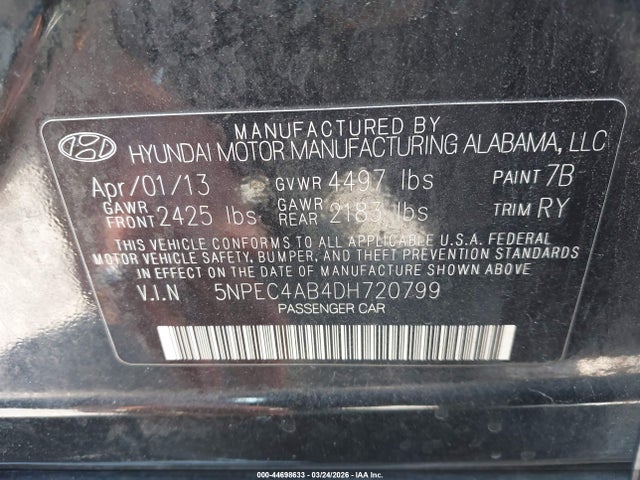 MANUFACTURED BY
HYUNDAI MOTOR MANUFACTURING ALABAMA, LLC
Apr/01/13 GVWR 4497 lbs PAINT 7B
GAWR FRONT 2425 lbs GAWR REAR 2183 lbs TRIM RY
THIS VEHICLE CONFORMS TO ALL APPLICABLE U.S.A. FEDERAL
MOTOR VEHICLE SAFETY, BUMPER, AND THEFT PREVENTION STANDARDS
IN EFFECT ON THE DATE OF MANUFACTURE SHOWN ABOVE
V.I.N 5NPEC4AB4DH720799
PASSENGER CAR
000-44698633 - 03/24/2026 - IAA Inc.